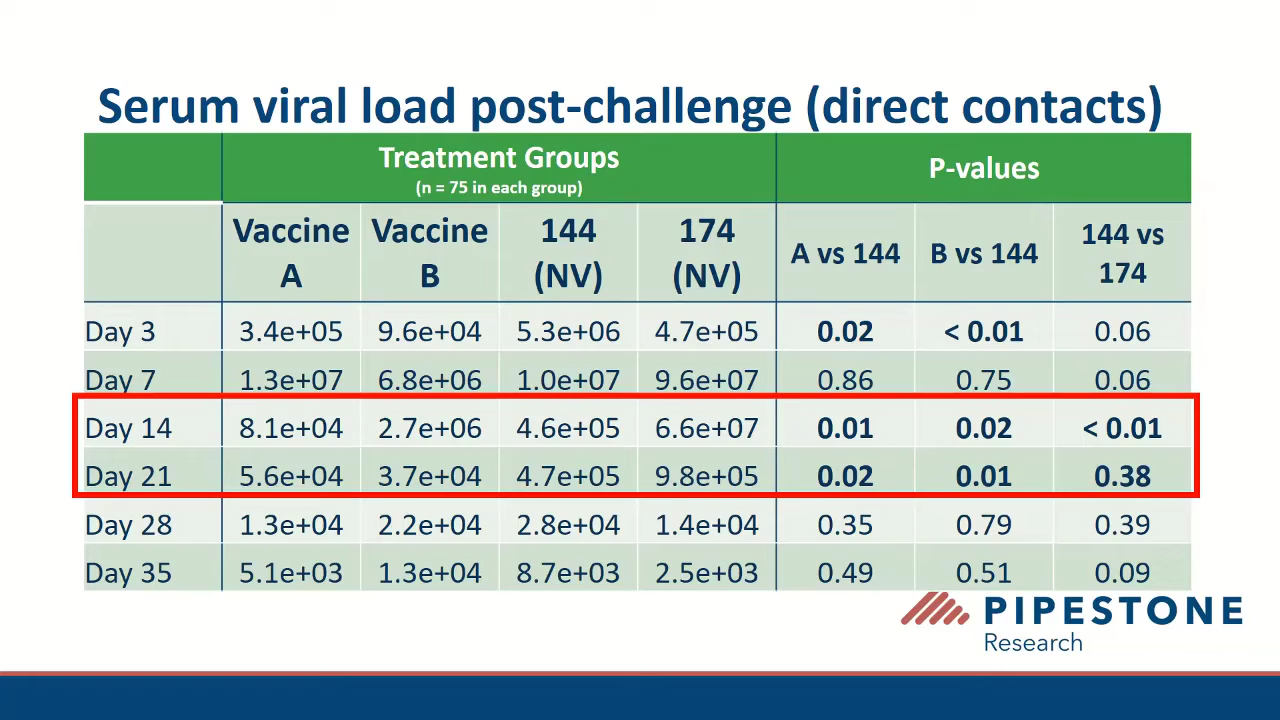 Serum viral load post-challenge (direct contacts)
Treatment Groups
(n = 75 in each group)
P-values
Vaccine A
Vaccine B
144 (NV)
174 (NV)
A vs 144
B vs 144
144 vs 174
Day 3 3.4e+05 9.6e+04 5.3e+06 4.7e+05 0.02 < 0.01 0.06
Day 7 1.3e+07 6.8e+06 1.0e+07 9.6e+07 0.86 0.75 0.06
Day 14 8.1e+04 2.7e+06 4.6e+05 6.6e+07 0.01 0.02 < 0.01
Day 21 5.6e+04 3.7e+04 4.7e+05 9.8e+05 0.02 0.01 0.38
Day 28 1.3e+04 2.2e+04 2.8e+04 1.4e+04 0.35 0.79 0.39
Day 35 5.1e+03 1.3e+04 8.7e+03 2.5e+03 0.49 0.51 0.09
PIPESTONE
Research